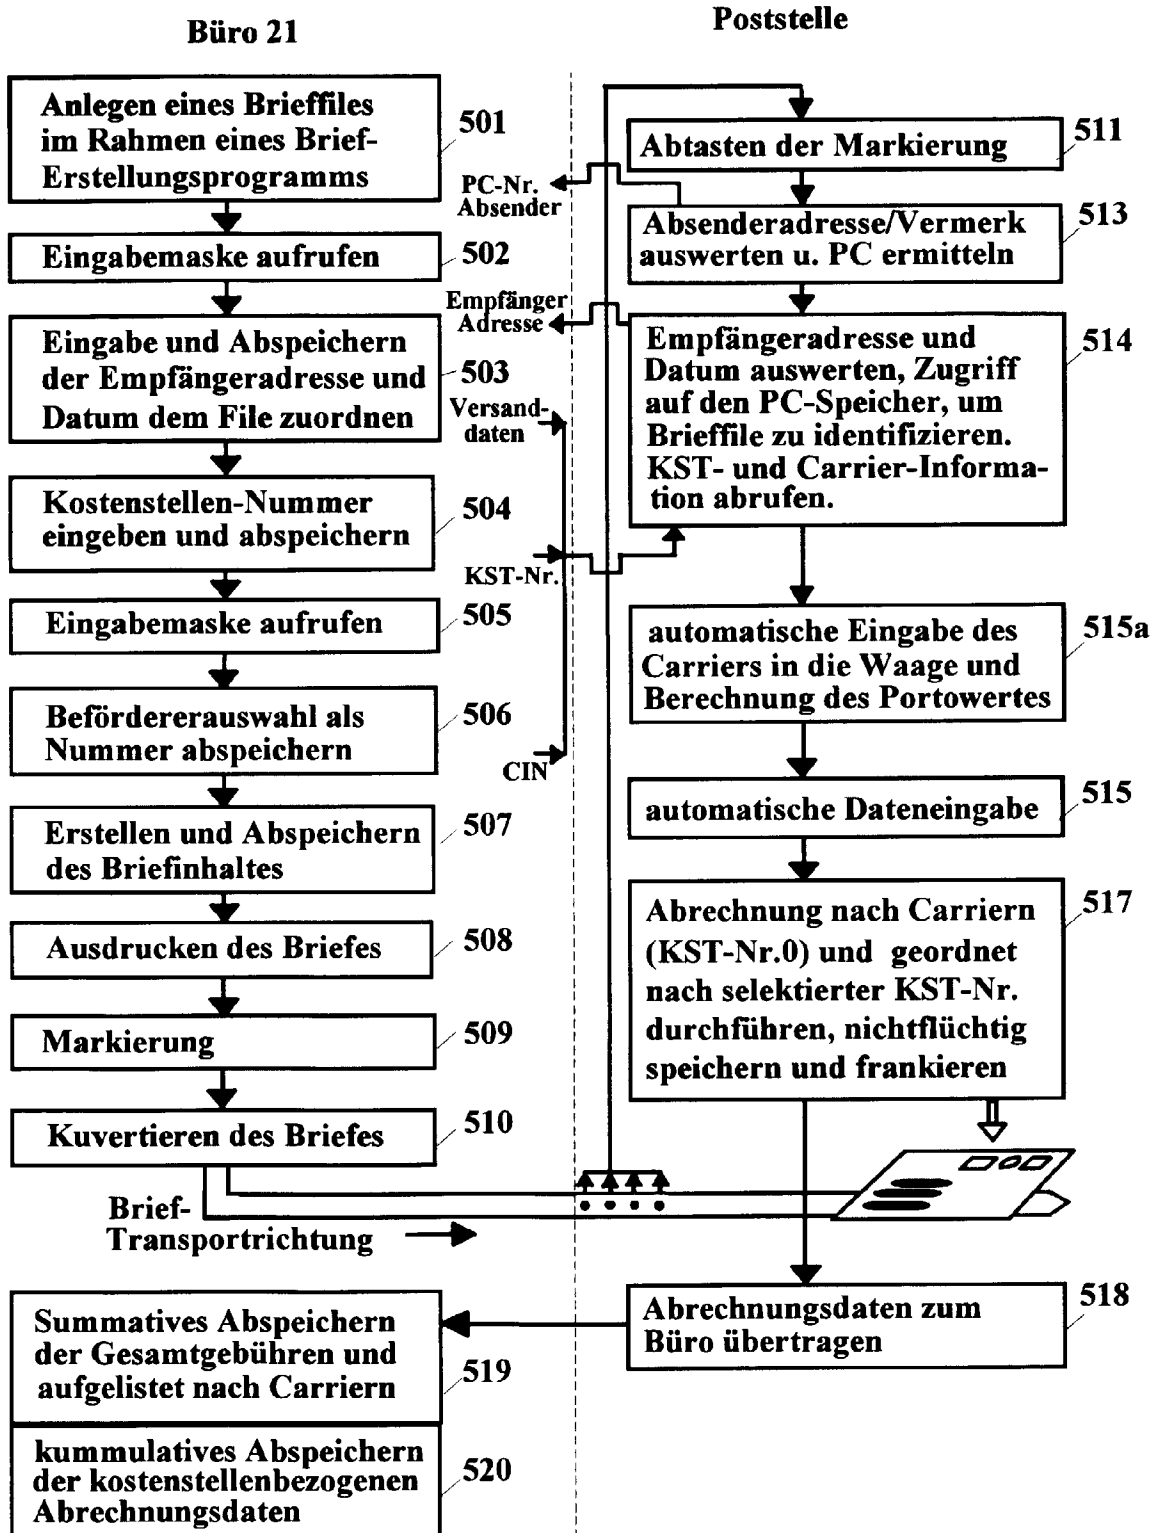 Büro 21
Anlegen eines Brieffiles
im Rahmen eines Brief-
Erstellungsprogramms
501
Eingabemaske aufrufen
502
Eingabe und Abspeichern
der Empfängeradresse und
Datum dem File zuordnen
503
Kostenstellen-Nummer
eingeben und abspeichern
504
Eingabemaske aufrufen
505
Befördererauswahl als
Nummer abspeichern
506
Erstellen und Abspeichern
des Briefinhaltes
507
Ausdrucken des Briefes
508
Markierung
509
Kuvertieren des Briefes
510
Brief-
Transportrichtung
Summatives Abspeichern
der Gesamtgebühren und
aufgelistet nach Carriern
519
kummulatives Abspeichern
der kostenstellenbezogenen
Abrechnungsdaten
520
PC-Nr.
Absender
Empfänger
Adresse
Versand-
daten
KST-Nr.
CIN
Poststelle
Abtasten der Markierung
511
Absenderadresse/Vermerk
auswerten u. PC ermitteln
513
Empfängeradresse und
Datum auswerten, Zugriff
auf den PC-Speicher, um
Brieffile zu identifizieren.
KST- und Carrier-Informa-
tion abrufen.
514
automatische Eingabe des
Carriers in die Waage und
Berechnung des Portowertes
515a
automatische Dateneingabe
515
Abrechnung nach Carriern
(KST-Nr.0) und geordnet
nach selektierter KST-Nr.
durchführen, nichtflüchtig
speichern und frankieren
517
Abrechnungsdaten zum
Büro übertragen
518